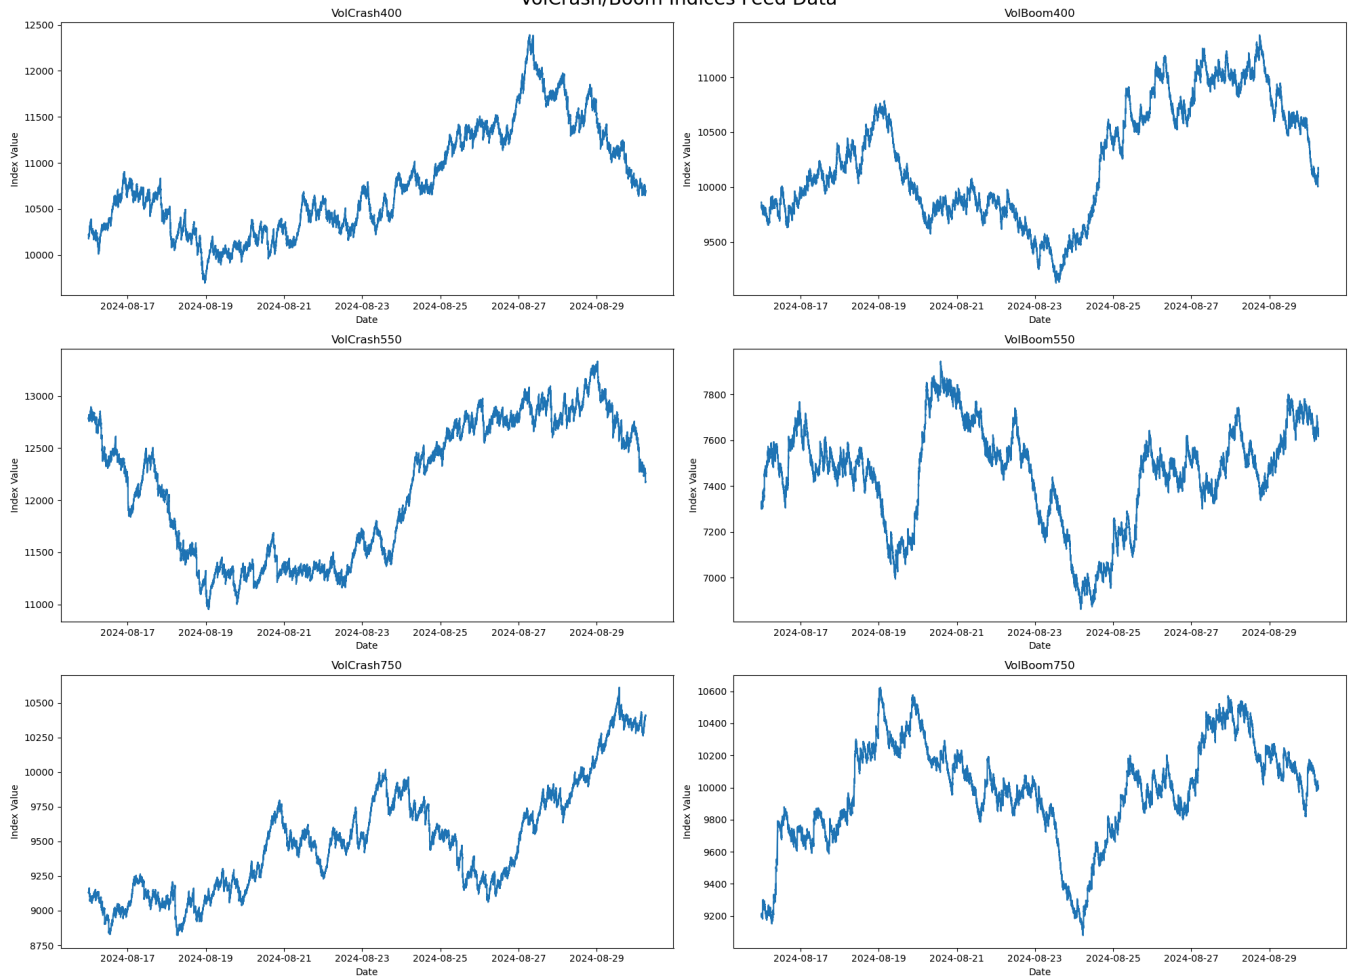 VolCrash/Boom Indices Feed Data
VolCrash400
12500
12000
11500
11000
10500
10000
Index Value
2024-08-17 2024-08-19 2024-08-21 2024-08-23 2024-08-25 2024-08-27 2024-08-29
Date
VolBoom400
11000
10500
10000
9500
Index Value
2024-08-17 2024-08-19 2024-08-21 2024-08-23 2024-08-25 2024-08-27 2024-08-29
Date
VolCrash550
13000
12500
12000
11500
11000
Index Value
2024-08-17 2024-08-19 2024-08-21 2024-08-23 2024-08-25 2024-08-27 2024-08-29
Date
VolBoom550
7800
7600
7400
7200
7000
Index Value
2024-08-17 2024-08-19 2024-08-21 2024-08-23 2024-08-25 2024-08-27 2024-08-29
Date
VolCrash750
10500
10250
10000
9750
9500
9250
9000
8750
Index Value
2024-08-17 2024-08-19 2024-08-21 2024-08-23 2024-08-25 2024-08-27 2024-08-29
Date
VolBoom750
10600
10400
10200
10000
9800
9600
9400
9200
Index Value
2024-08-17 2024-08-19 2024-08-21 2024-08-23 2024-08-25 2024-08-27 2024-08-29
Date